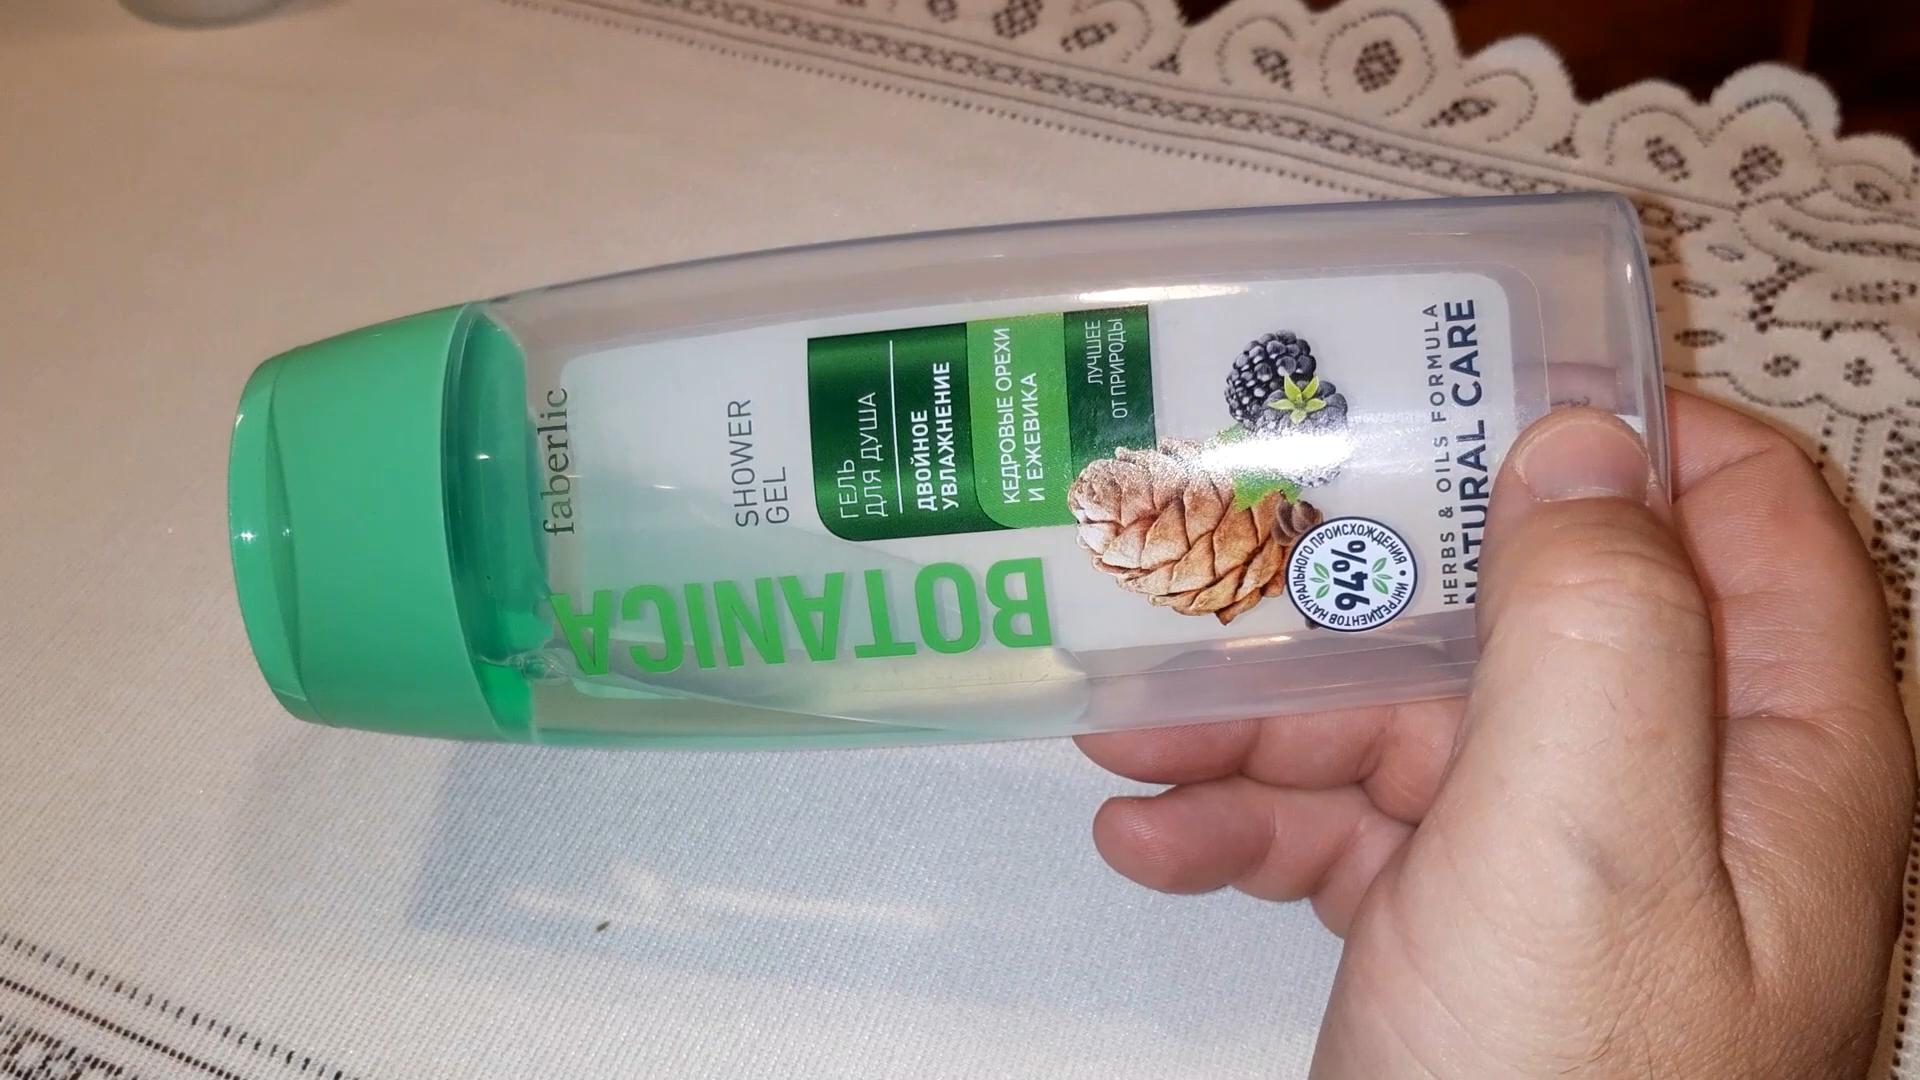 faberlic
BOTANICA
SHOWER
GEL
ГЕЛЬ
ДЛЯ ДУША
ДВОЙНОЕ
УВЛАЖНЕНИЕ
КЕДРОВЫЕ ОРЕХИ
И ЕЖЕВИКА
ЛУЧШЕЕ
ОТ ПРИРОДЫ
94%
ИНГРЕДИЕНТОВ НАТУРАЛЬНОГО ПРОИСХОЖДЕНИЯ
HERBS & OILS FORMULA
NATURAL CARE